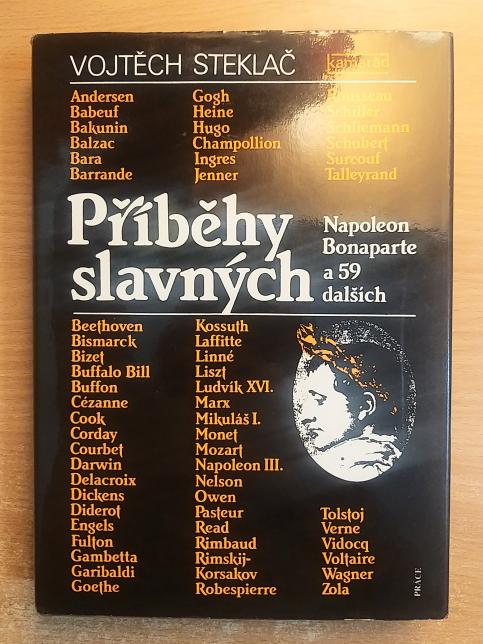 VOJTĚCH STEKLAČ
kamarád
Andersen
Babeuf
Bakunin
Balzac
Bara
Barrande
Gogh
Heine
Hugo
Champollion
Ingres
Jenner
Rousseau
Schiller
Schliemann
Schubert
Surcouf
Talleyrand
Příběhy
slavných
Napoleon
Bonaparte
a 59
dalších
Beethoven
Bismarck
Bizet
Buffalo Bill
Buffon
Cézanne
Cook
Corday
Courbet
Darwin
Delacroix
Dickens
Diderot
Engels
Fulton
Gambetta
Garibaldi
Goethe
Kossuth
Laffitte
Linné
Liszt
Ludvík XVI.
Marx
Mikuláš I.
Monet
Mozart
Napoleon III.
Nelson
Owen
Pasteur
Read
Rimbaud
Rimskij-
Korsakov
Robespierre
Tolstoj
Verne
Vidocq
Voltaire
Wagner
Zola
PRÁCE